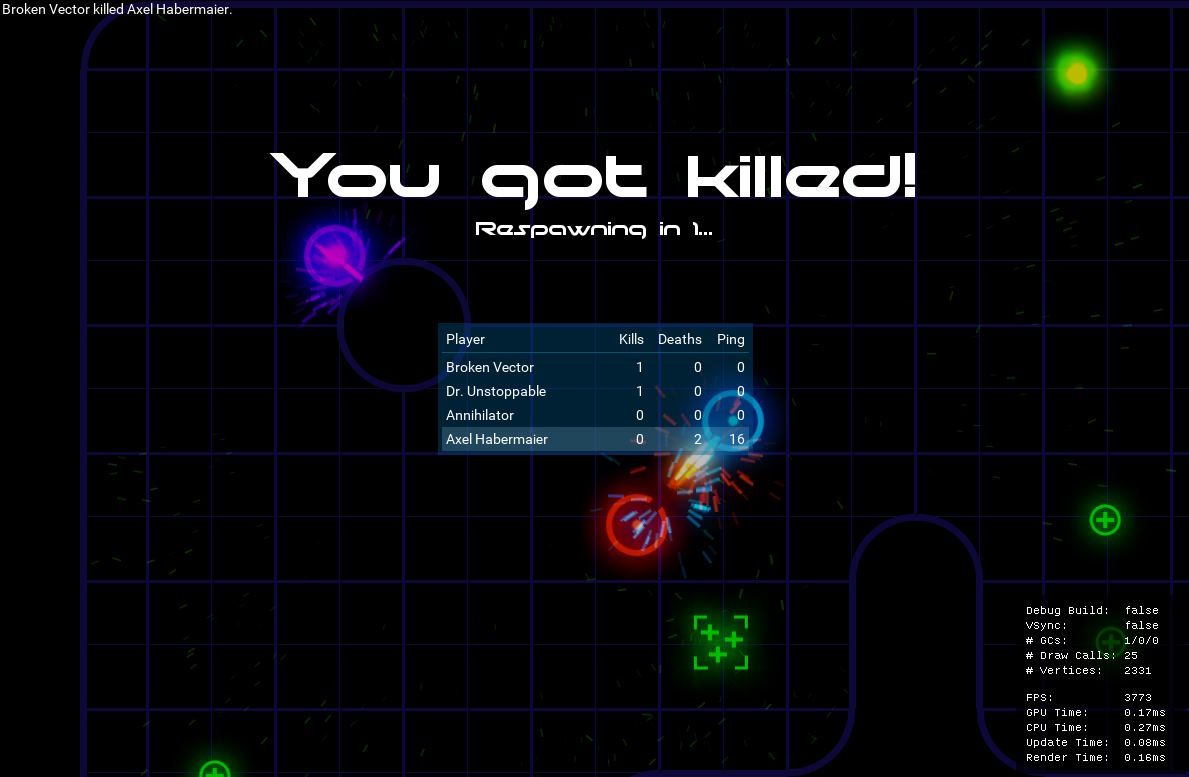 Broken Vector killed Axel Habermaier.
You got killed!
Respawning in 1...
Player Kills Deaths Ping
Broken Vector 1 0 0
Dr. Unstoppable 1 0 0
Annihilator 0 0 0
Axel Habermaier 0 2 16
Debug Build: false
VSync: false
# GCs: 1/0/0
# Draw Calls: 25
# Vertices: 2331
FPS: 3773
GPU Time: 0.17ms
CPU Time: 0.27ms
Update Time: 0.08ms
Render Time: 0.16ms